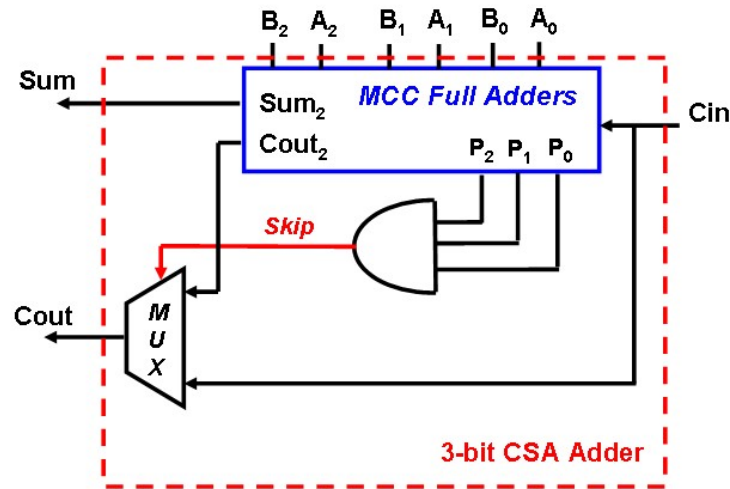 B₂ A₂ B₁ A₁ B₀ A₀
Sum
Sum₂
MCC Full Adders
Cin
Cout₂
P₂ P₁ P₀
Skip
Cout
M
U
X
3-bit CSA Adder